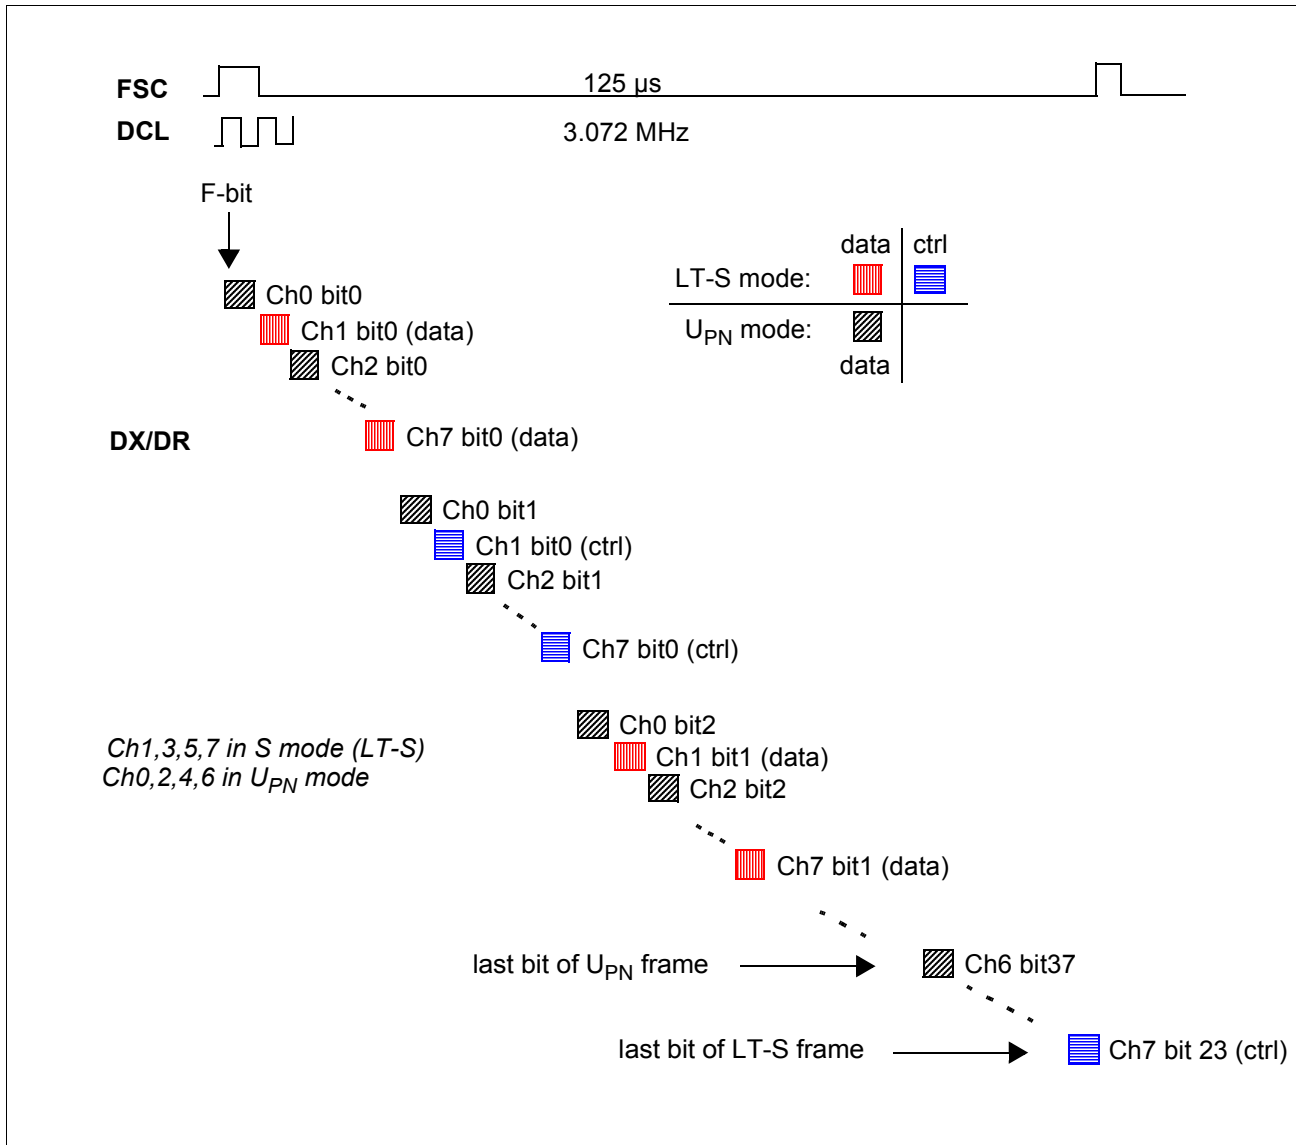 FSC
125 µs
DCL
3.072 MHz
F-bit
data ctrl
LT-S mode:
UPN mode:
data
Ch0 bit0
Ch1 bit0 (data)
Ch2 bit0
DX/DR
Ch7 bit0 (data)
Ch0 bit1
Ch1 bit0 (ctrl)
Ch2 bit1
Ch7 bit0 (ctrl)
Ch0 bit2
Ch1 bit1 (data)
Ch2 bit2
Ch1,3,5,7 in S mode (LT-S)
Ch0,2,4,6 in UPN mode
Ch7 bit1 (data)
last bit of UPN frame
Ch6 bit37
last bit of LT-S frame
Ch7 bit 23 (ctrl)